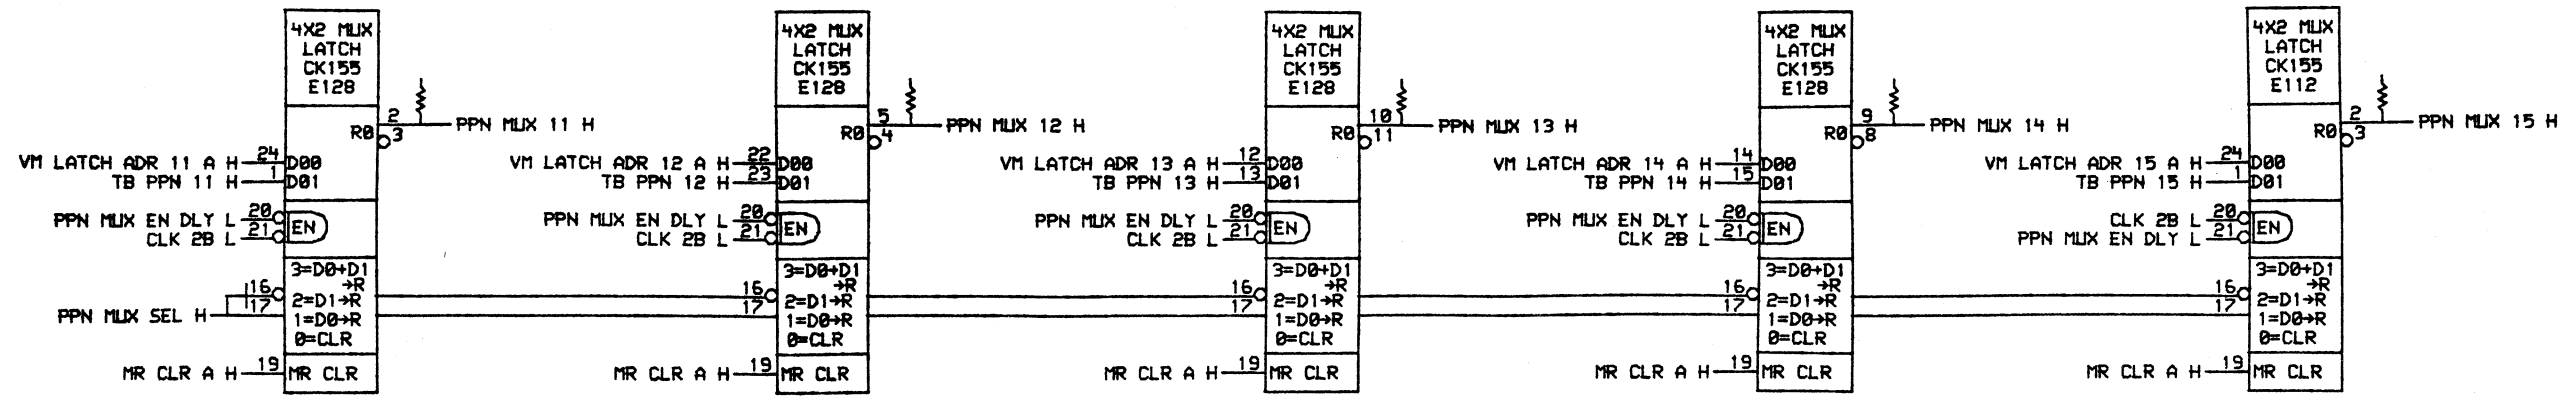 4X2 MUX
LATCH
CK155
E128
2
R0
3
PPN MUX 11 H
VM LATCH ADR 11 A H
24
D00
TB PPN 11 H
1
D01
PPN MUX EN DLY L
20
CLK 2B L
21
EN
3=D0+D1
→R
2=D1→R
1=D0→R
0=CLR
16
17
PPN MUX SEL H
MR CLR A H
19
MR CLR
4X2 MUX
LATCH
CK155
E128
5
R0
4
PPN MUX 12 H
VM LATCH ADR 12 A H
22
D00
TB PPN 12 H
23
D01
PPN MUX EN DLY L
20
CLK 2B L
21
EN
3=D0+D1
→R
2=D1→R
1=D0→R
0=CLR
16
17
MR CLR A H
19
MR CLR
4X2 MUX
LATCH
CK155
E128
10
R0
11
PPN MUX 13 H
VM LATCH ADR 13 A H
12
D00
TB PPN 13 H
13
D01
PPN MUX EN DLY L
20
CLK 2B L
21
EN
3=D0+D1
→R
2=D1→R
1=D0→R
0=CLR
16
17
MR CLR A H
19
MR CLR
4X2 MUX
LATCH
CK155
E128
9
R0
8
PPN MUX 14 H
VM LATCH ADR 14 A H
14
D00
TB PPN 14 H
15
D01
PPN MUX EN DLY L
20
CLK 2B L
21
EN
3=D0+D1
→R
2=D1→R
1=D0→R
0=CLR
16
17
MR CLR A H
19
MR CLR
4X2 MUX
LATCH
CK155
E112
2
R0
3
PPN MUX 15 H
VM LATCH ADR 15 A H
24
D00
TB PPN 15 H
1
D01
CLK 2B L
20
PPN MUX EN DLY L
21
EN
3=D0+D1
→R
2=D1→R
1=D0→R
0=CLR
16
17
MR CLR A H
19
MR CLR